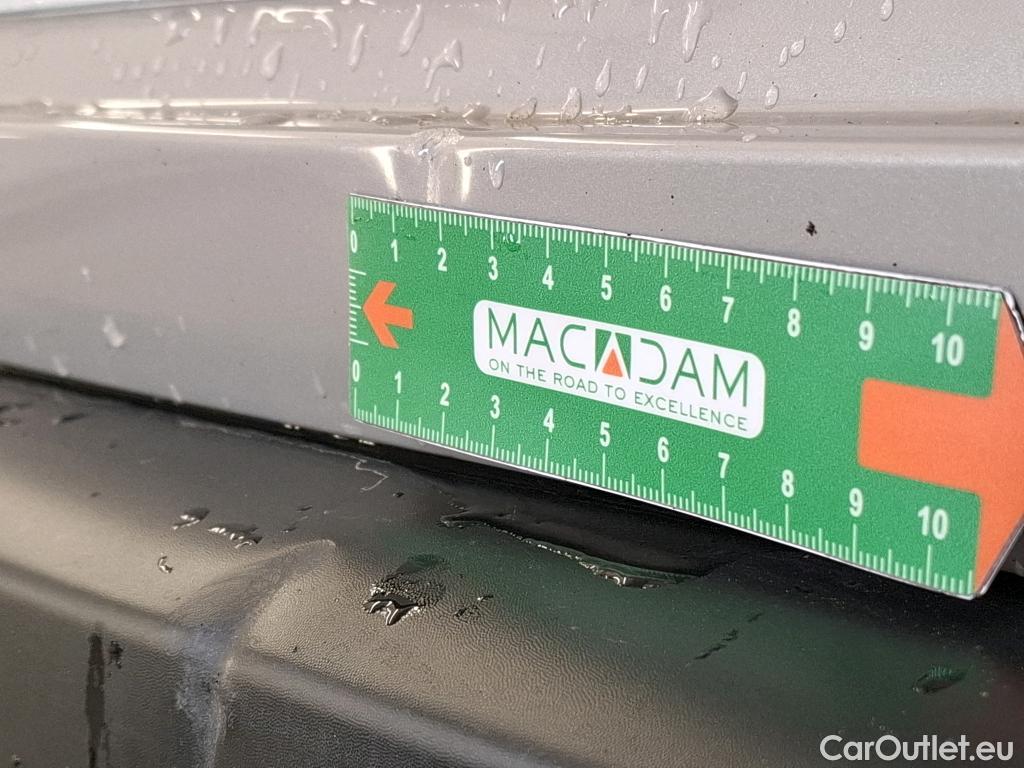 0 1 2 3 4 5 6 7 8 9 10
MACADAM
ON THE ROAD TO EXCELLENCE
0 1 2 3 4 5 6 7 8 9 10
CarOutlet.eu